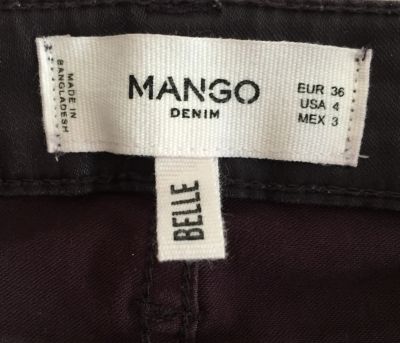 MADE IN
BANGLADESH
MANGO
DENIM
EUR 36
USA 4
MEX 3
BELLE